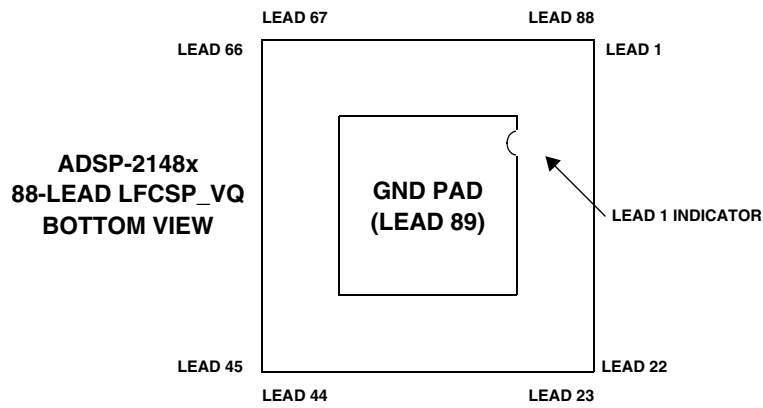 LEAD 67
LEAD 88
LEAD 66
LEAD 1
ADSP-2148x
88-LEAD LFCSP_VQ
BOTTOM VIEW
GND PAD
(LEAD 89)
LEAD 1 INDICATOR
LEAD 45
LEAD 22
LEAD 44
LEAD 23